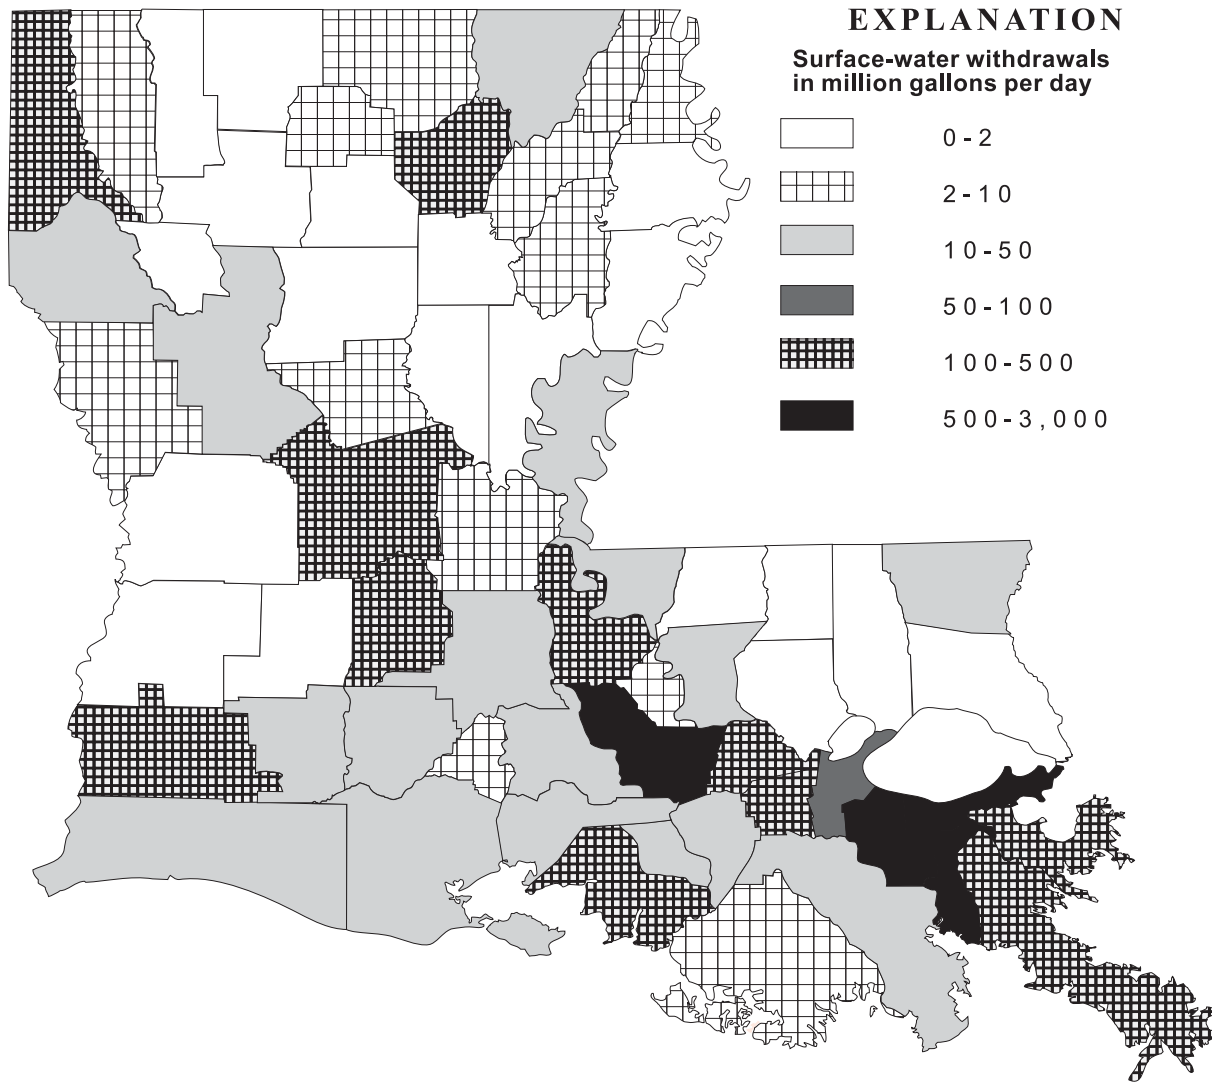 EXPLANATION
Surface-water withdrawals
in million gallons per day
0-2
2-10
10-50
50-100
100-500
500-3,000